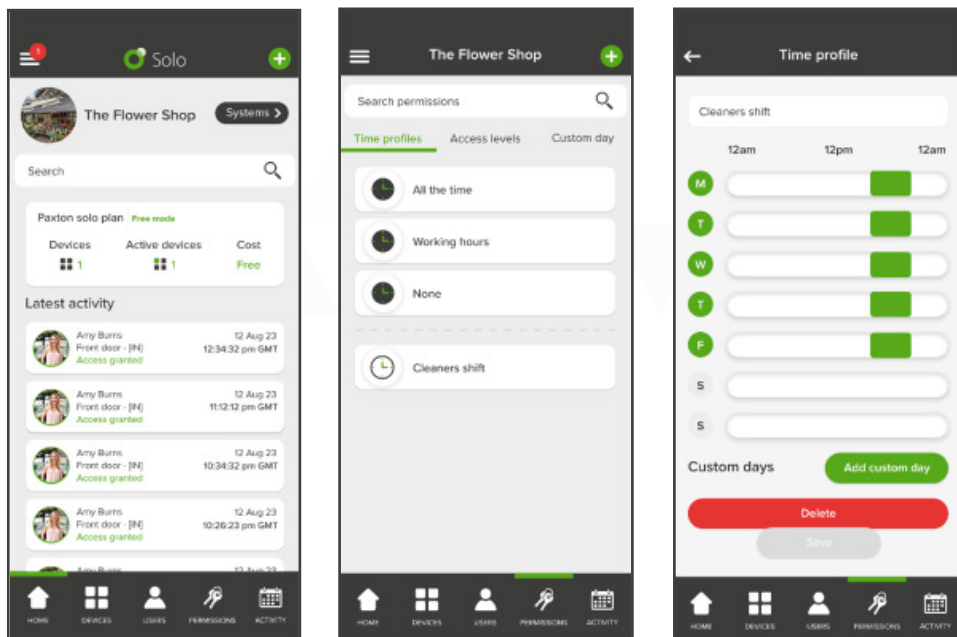 1
Solo
The Flower Shop
Systems >
Search
Paxton solo plan Free mode
Devices Active devices Cost
1 1 Free
Latest activity
Amy Burns 12 Aug 23
Front door - [IN] 12:34:32 pm GMT
Access granted
Amy Burns 12 Aug 23
Front door - [IN] 11:12:12 pm GMT
Access granted
Amy Burns 12 Aug 23
Front door - [IN] 10:34:32 pm GMT
Access granted
Amy Burns 12 Aug 23
Front door - [IN] 10:26:23 pm GMT
Access granted
Amy Burns 12 Aug 23
HOME DEVICES USERS PERMISSIONS ACTIVITY
The Flower Shop
Search permissions
Time profiles Access levels Custom day
All the time
Working hours
None
Cleaners shift
HOME DEVICES USERS PERMISSIONS ACTIVITY
Time profile
Cleaners shift
12am 12pm 12am
M
T
W
T
F
S
S
Custom days Add custom day
Delete
Save
HOME DEVICES USERS PERMISSIONS ACTIVITY